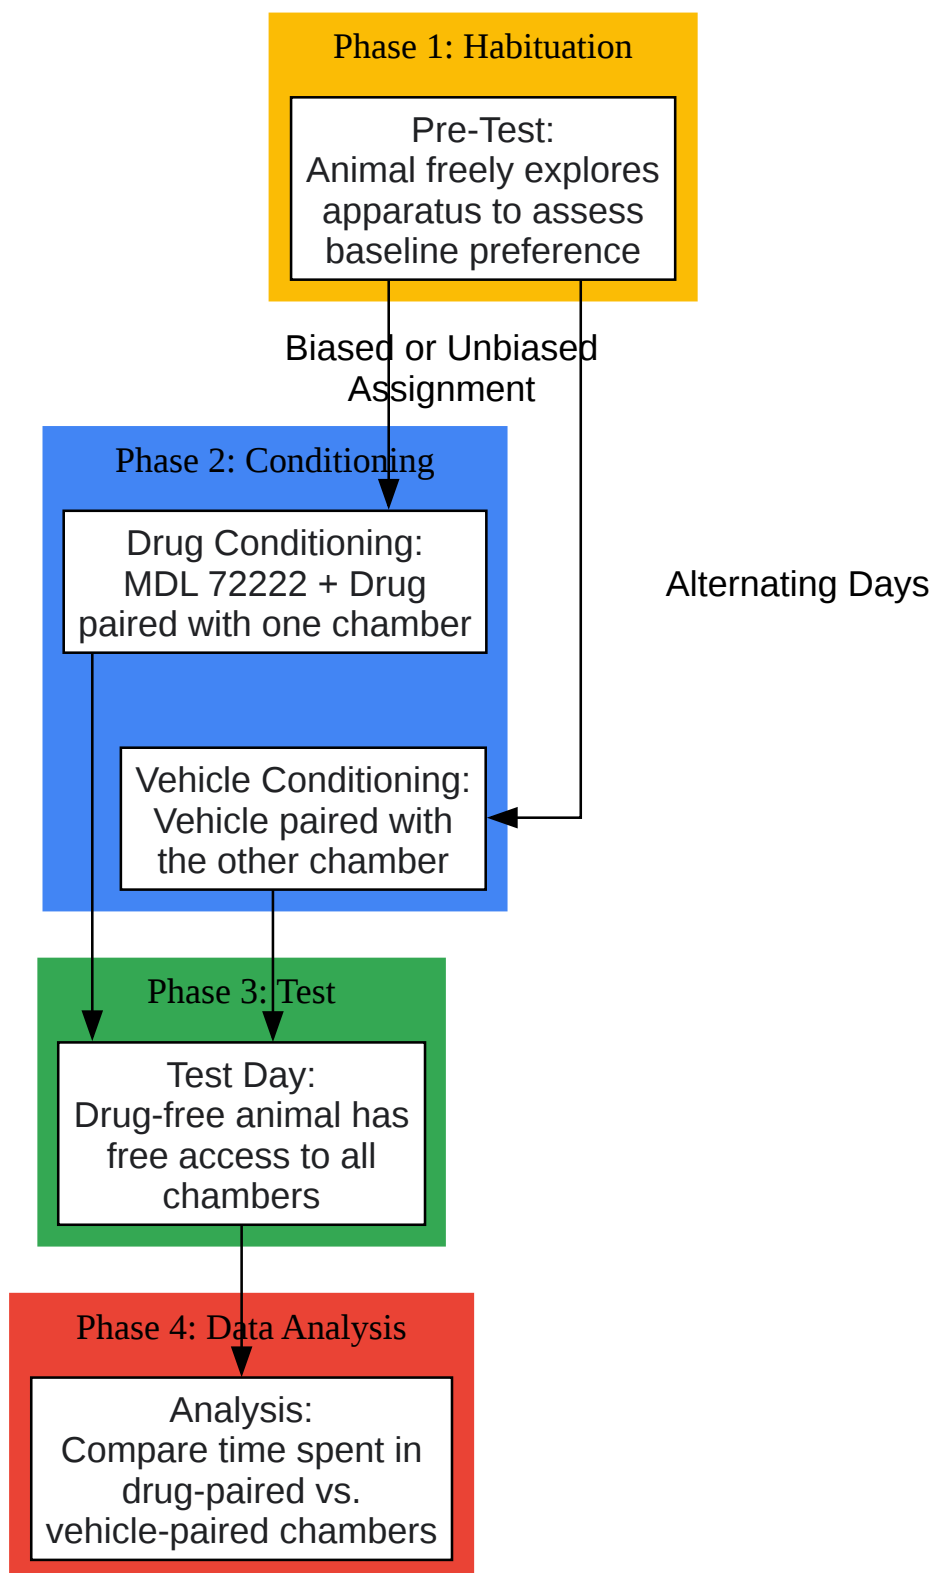 Phase 1: Habituation
Pre-Test:
Animal freely explores
apparatus to assess
baseline preference
Biased or Unbiased
Assignment
Phase 2: Conditioning
Drug Conditioning:
MDL 72222 + Drug
paired with one chamber
Alternating Days
Vehicle Conditioning:
Vehicle paired with
the other chamber
Phase 3: Test
Test Day:
Drug-free animal has
free access to all
chambers
Phase 4: Data Analysis
Analysis:
Compare time spent in
drug-paired vs.
vehicle-paired chambers